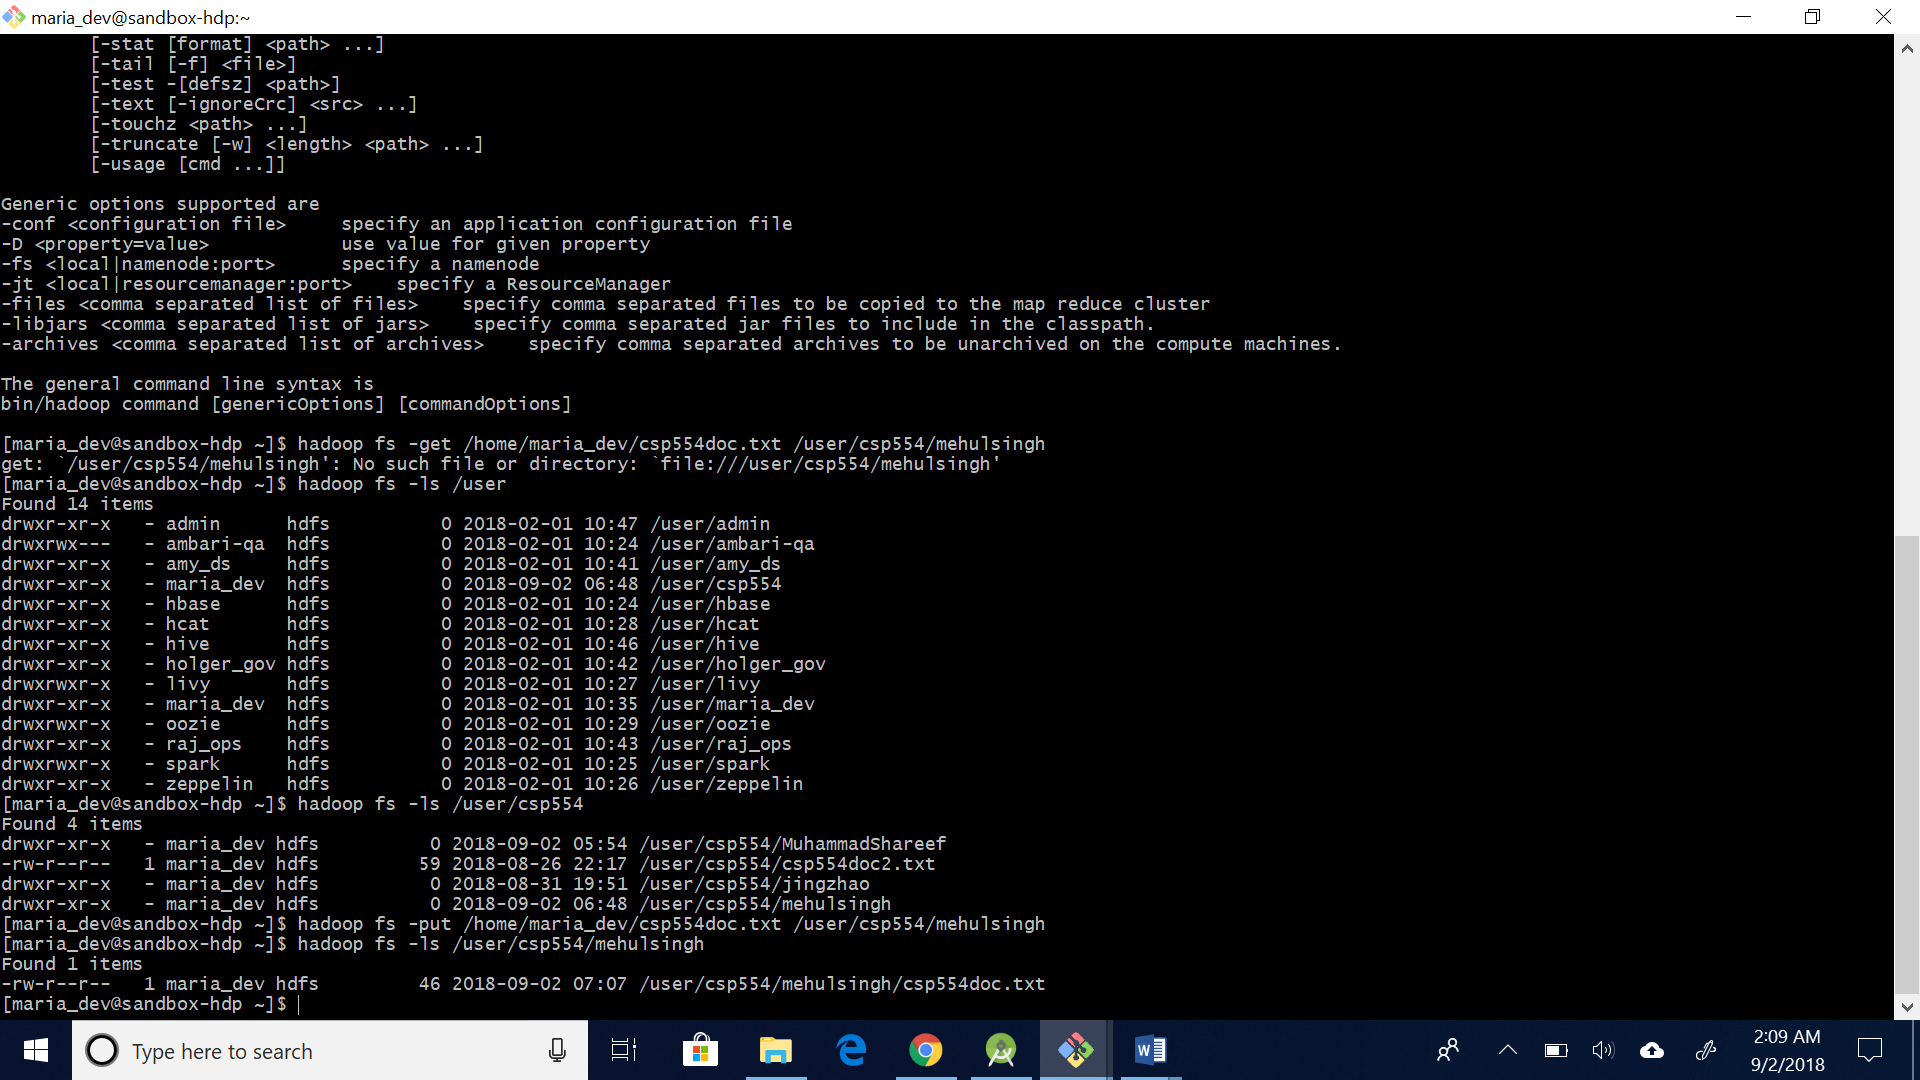 maria_dev@sandbox-hdp:~
[-stat [format] <path> ...]
[-tail [-f] <file>]
[-test -[defsz] <path>]
[-text [-ignoreCrc] <src> ...]
[-touchz <path> ...]
[-truncate [-w] <length> <path> ...]
[-usage [cmd ...]]
Generic options supported are
-conf <configuration file>     specify an application configuration file
-D <property=value>            use value for given property
-fs <local|namenode:port>      specify a namenode
-jt <local|resourcemanager:port>    specify a ResourceManager
-files <comma separated list of files>    specify comma separated files to be copied to the map reduce cluster
-libjars <comma separated list of jars>    specify comma separated jar files to include in the classpath.
-archives <comma separated list of archives>    specify comma separated archives to be unarchived on the compute machines.
The general command line syntax is
bin/hadoop command [genericOptions] [commandOptions]
[maria_dev@sandbox-hdp ~]$ hadoop fs -get /home/maria_dev/csp554doc.txt /user/csp554/mehulsingh
get: `/user/csp554/mehulsingh': No such file or directory: `file:///user/csp554/mehulsingh'
[maria_dev@sandbox-hdp ~]$ hadoop fs -ls /user
Found 14 items
drwxr-xr-x   - admin      hdfs          0 2018-02-01 10:47 /user/admin
drwxrwx---   - ambari-qa  hdfs          0 2018-02-01 10:24 /user/ambari-qa
drwxr-xr-x   - amy_ds     hdfs          0 2018-02-01 10:41 /user/amy_ds
drwxr-xr-x   - maria_dev  hdfs          0 2018-09-02 06:48 /user/csp554
drwxr-xr-x   - hbase      hdfs          0 2018-02-01 10:24 /user/hbase
drwxr-xr-x   - hcat       hdfs          0 2018-02-01 10:28 /user/hcat
drwxr-xr-x   - hive       hdfs          0 2018-02-01 10:46 /user/hive
drwxr-xr-x   - holger_gov hdfs          0 2018-02-01 10:42 /user/holger_gov
drwxrwxr-x   - livy       hdfs          0 2018-02-01 10:27 /user/livy
drwxr-xr-x   - maria_dev  hdfs          0 2018-02-01 10:35 /user/maria_dev
drwxrwxr-x   - oozie      hdfs          0 2018-02-01 10:29 /user/oozie
drwxr-xr-x   - raj_ops    hdfs          0 2018-02-01 10:43 /user/raj_ops
drwxrwxr-x   - spark      hdfs          0 2018-02-01 10:25 /user/spark
drwxr-xr-x   - zeppelin   hdfs          0 2018-02-01 10:26 /user/zeppelin
[maria_dev@sandbox-hdp ~]$ hadoop fs -ls /user/csp554
Found 4 items
drwxr-xr-x   - maria_dev hdfs          0 2018-09-02 05:54 /user/csp554/MuhammadShareef
-rw-r--r--   1 maria_dev hdfs         59 2018-08-26 22:17 /user/csp554/csp554doc2.txt
drwxr-xr-x   - maria_dev hdfs          0 2018-08-31 19:51 /user/csp554/jingzhao
drwxr-xr-x   - maria_dev hdfs          0 2018-09-02 06:48 /user/csp554/mehulsingh
[maria_dev@sandbox-hdp ~]$ hadoop fs -put /home/maria_dev/csp554doc.txt /user/csp554/mehulsingh
[maria_dev@sandbox-hdp ~]$ hadoop fs -ls /user/csp554/mehulsingh
Found 1 items
-rw-r--r--   1 maria_dev hdfs         46 2018-09-02 07:07 /user/csp554/mehulsingh/csp554doc.txt
[maria_dev@sandbox-hdp ~]$
Type here to search
2:09 AM
9/2/2018